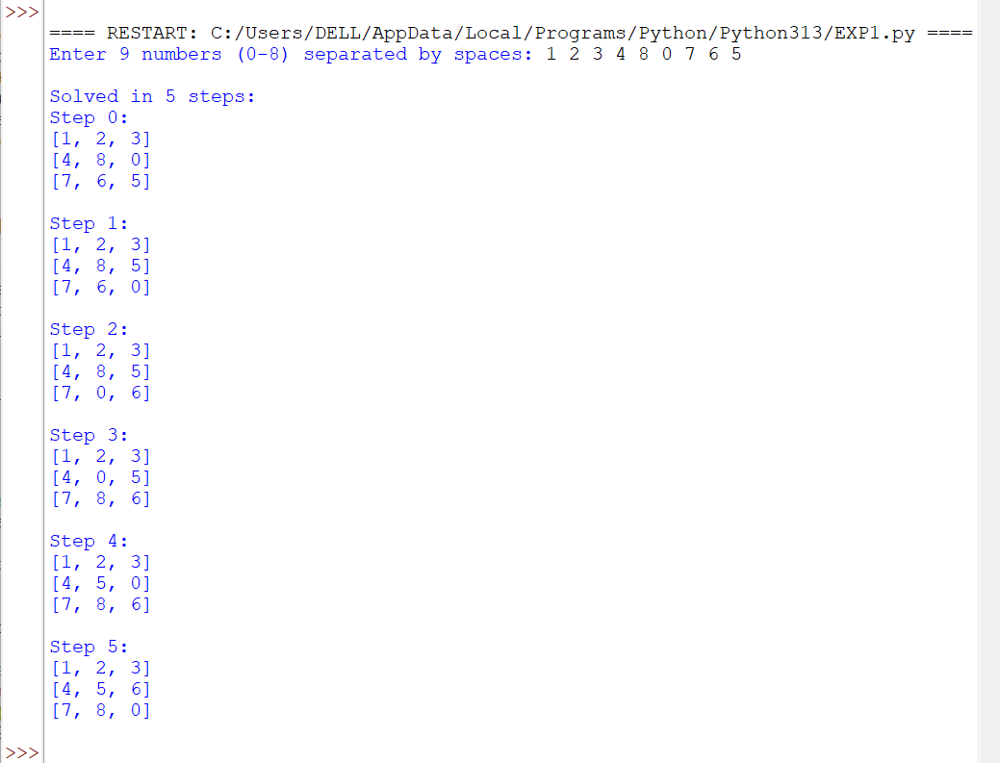 >>>
==== RESTART: C:/Users/DELL/AppData/Local/Programs/Python/Python313/EXP1.py ====
Enter 9 numbers (0-8) separated by spaces: 1 2 3 4 8 0 7 6 5
Solved in 5 steps:
Step 0:
[1, 2, 3]
[4, 8, 0]
[7, 6, 5]
Step 1:
[1, 2, 3]
[4, 8, 5]
[7, 6, 0]
Step 2:
[1, 2, 3]
[4, 8, 5]
[7, 0, 6]
Step 3:
[1, 2, 3]
[4, 0, 5]
[7, 8, 6]
Step 4:
[1, 2, 3]
[4, 5, 0]
[7, 8, 6]
Step 5:
[1, 2, 3]
[4, 5, 6]
[7, 8, 0]
>>>